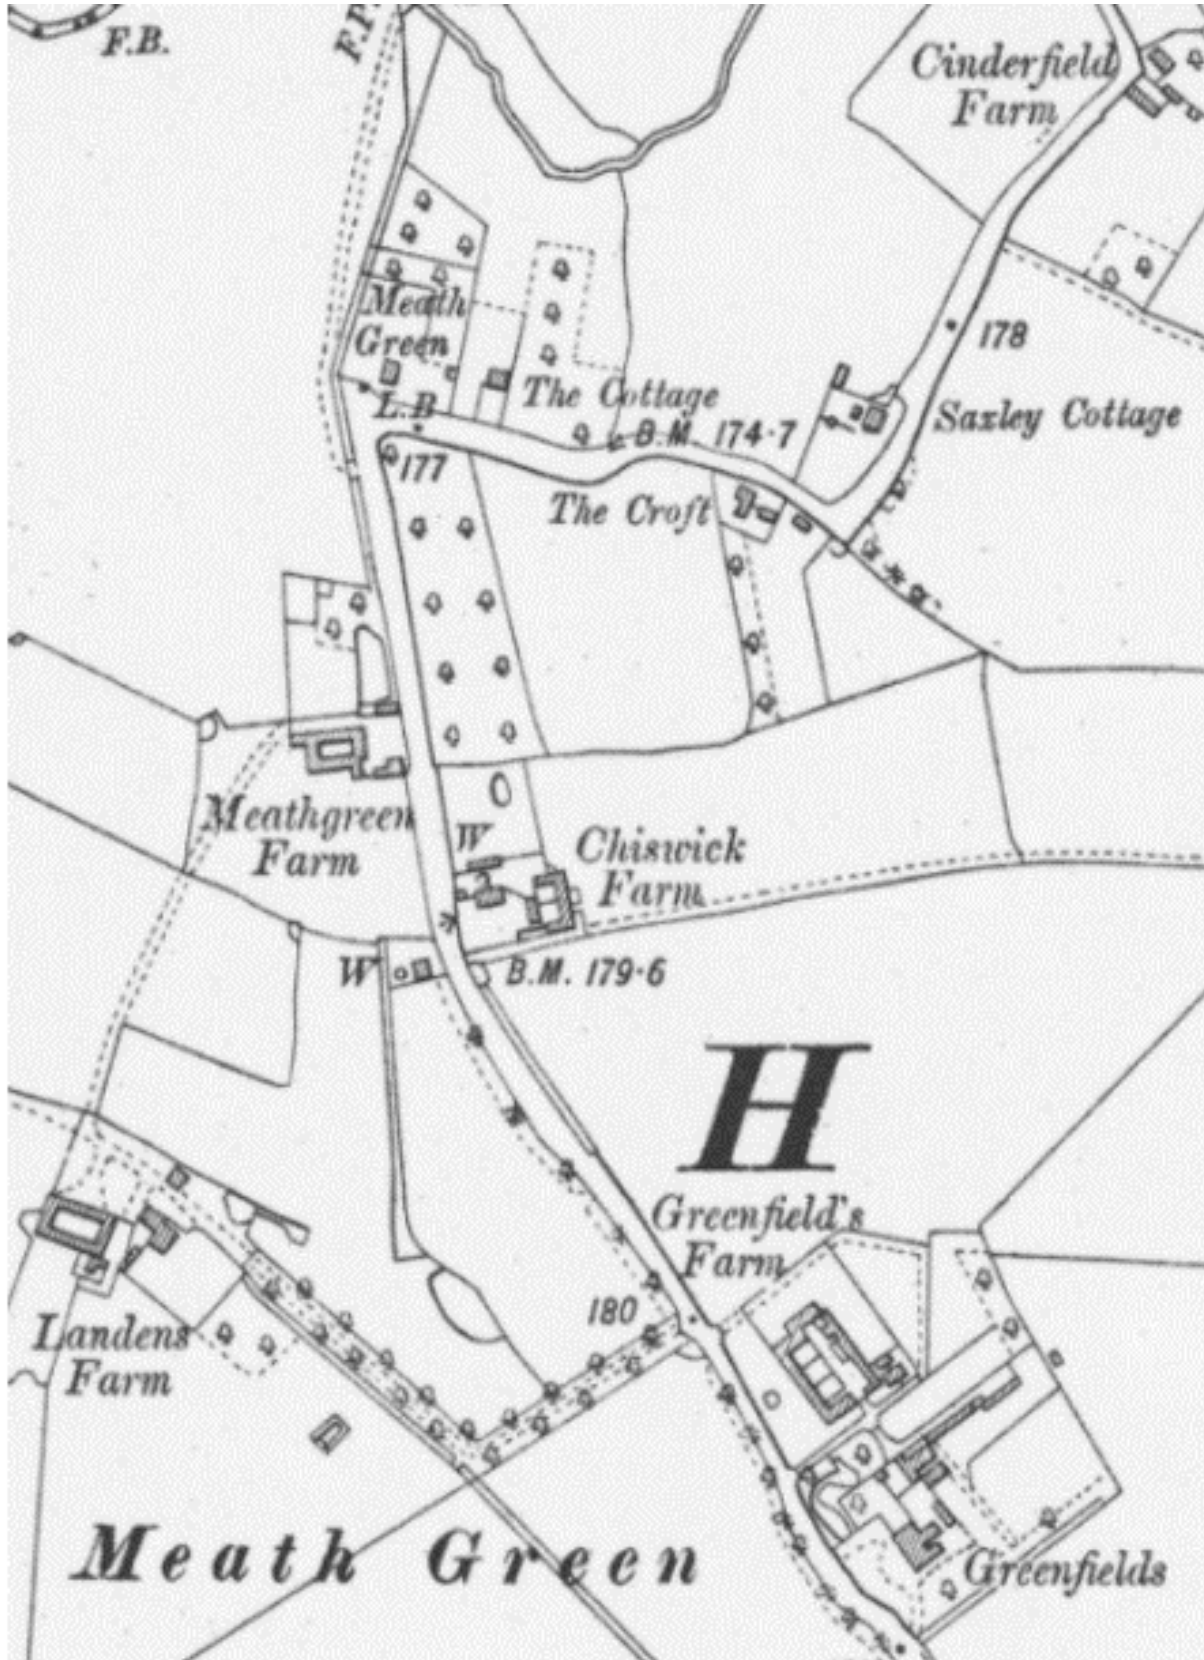 F.B.
F.P.
Cinderfield
Farm
Meath
Green
178
L.B
The Cottage
B.M. 174·7
Saxley Cottage
177
The Croft
Meathgreen
Farm
W
Chiswick
Farm
W
B.M. 179·6
H
Greenfield's
Farm
180
Landens
Farm
Meath Green
Greenfields